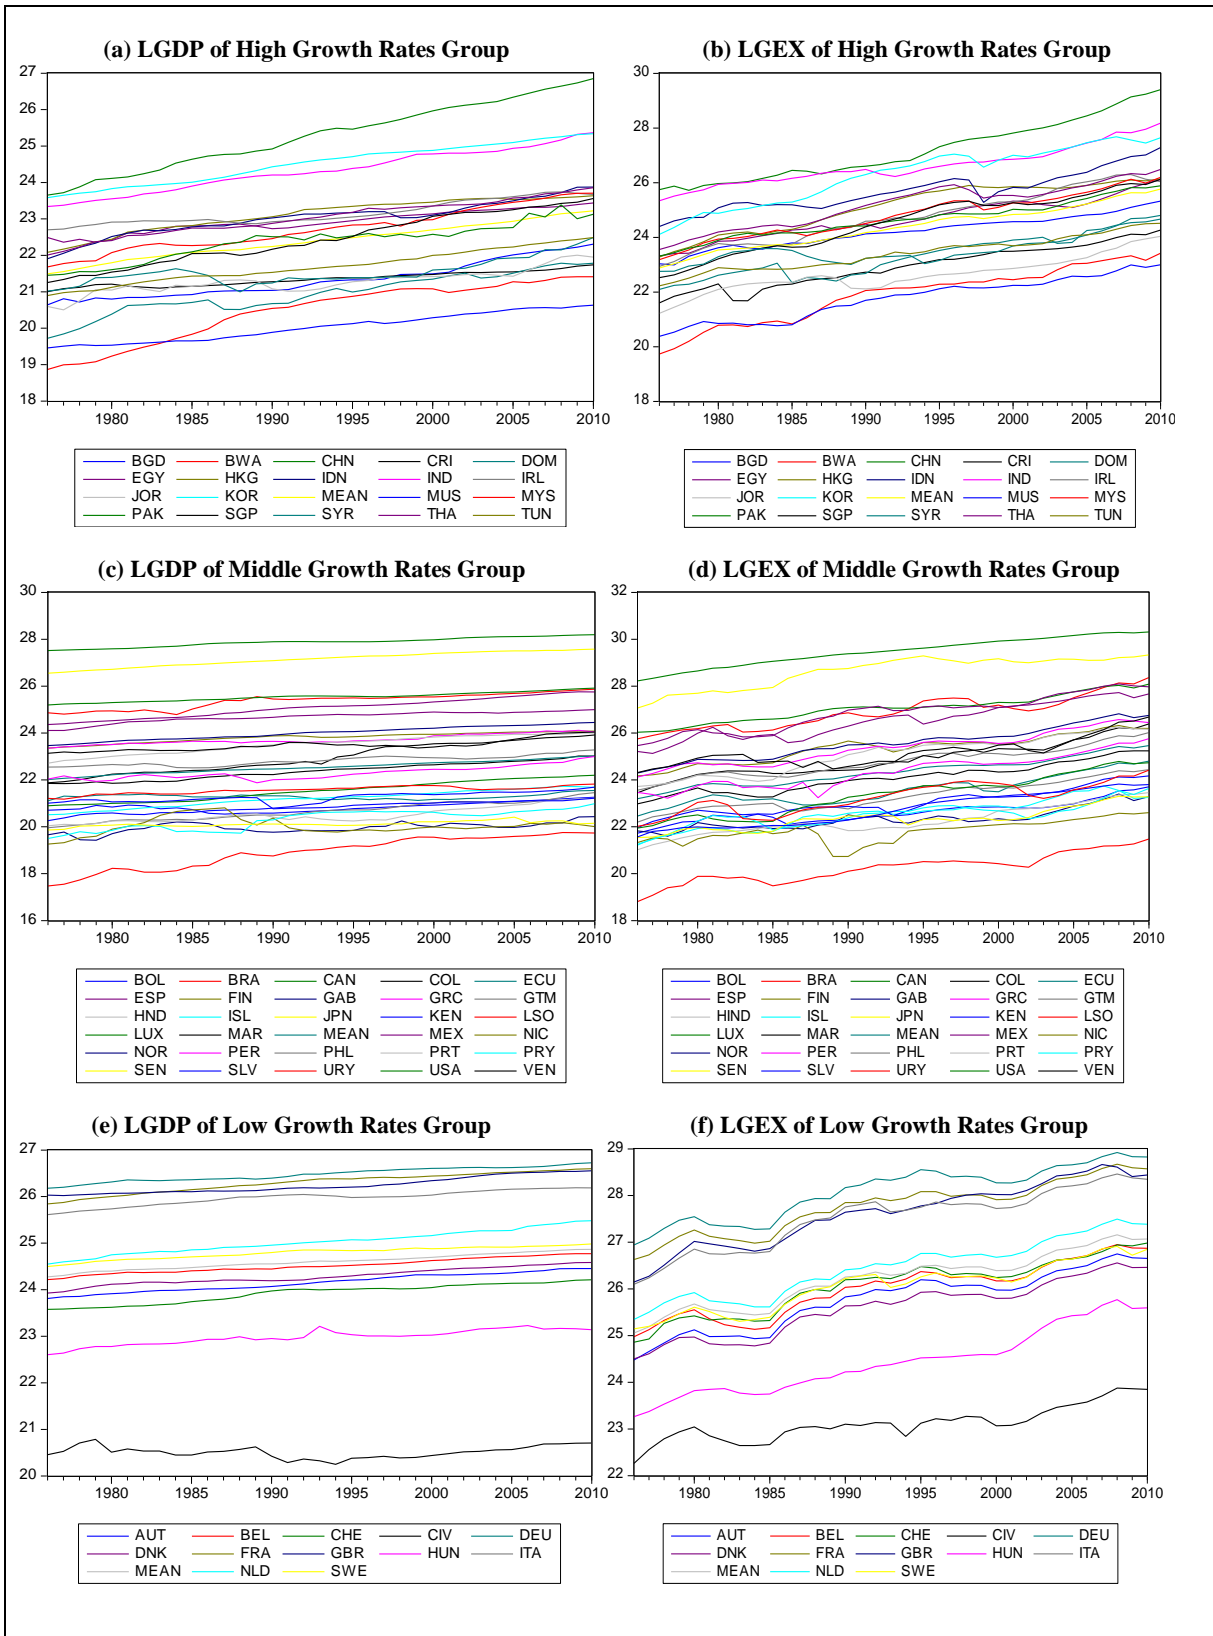 (a) LGDP of High Growth Rates Group
27
26
25
24
23
22
21
20
19
18
1980 1985 1990 1995 2000 2005 2010
BGD BWA CHN CRI DOM
EGY HKG IDN IND IRL
JOR KOR MEAN MUS MYS
PAK SGP SYR THA TUN
(b) LGEX of High Growth Rates Group
30
28
26
24
22
20
18
1980 1985 1990 1995 2000 2005 2010
BGD BWA CHN CRI DOM
EGY HKG IDN IND IRL
JOR KOR MEAN MUS MYS
PAK SGP SYR THA TUN
(c) LGDP of Middle Growth Rates Group
30
28
26
24
22
20
18
16
1980 1985 1990 1995 2000 2005 2010
BOL BRA CAN COL ECU
ESP FIN GAB GRC GTM
HND ISL JPN KEN LSO
LUX MAR MEAN MEX NIC
NOR PER PHL PRT PRY
SEN SLV URY USA VEN
(d) LGEX of Middle Growth Rates Group
32
30
28
26
24
22
20
18
1980 1985 1990 1995 2000 2005 2010
BOL BRA CAN COL ECU
ESP FIN GAB GRC GTM
HIND ISL JPN KEN LSO
LUX MAR MEAN MEX NIC
NOR PER PHL PRT PRY
SEN SLV URY USA VEN
(e) LGDP of Low Growth Rates Group
27
26
25
24
23
22
21
20
1980 1985 1990 1995 2000 2005 2010
AUT BEL CHE CIV DEU
DNK FRA GBR HUN ITA
MEAN NLD SWE
(f) LGEX of Low Growth Rates Group
29
28
27
26
25
24
23
22
1980 1985 1990 1995 2000 2005 2010
AUT BEL CHE CIV DEU
DNK FRA GBR HUN ITA
MEAN NLD SWE